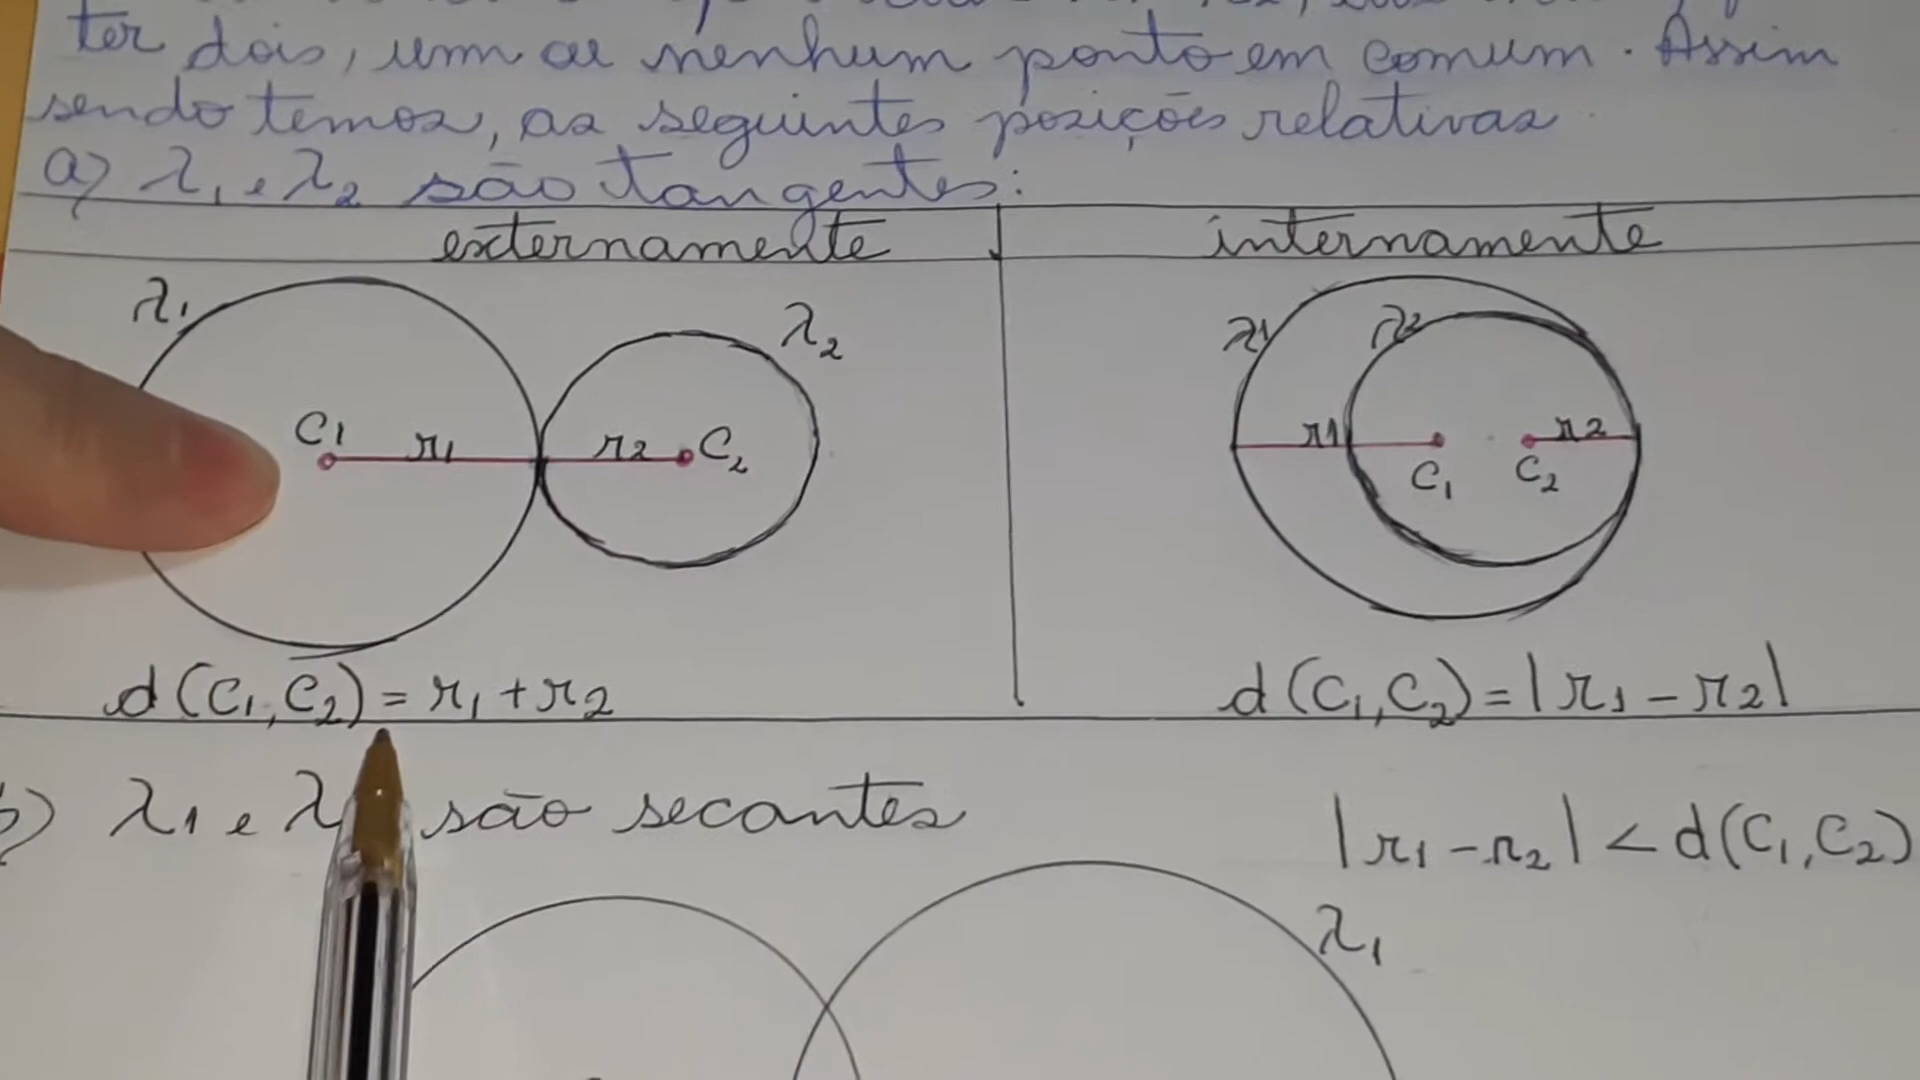 ter dois, um ou nenhum ponto em comum. Assim
sendo temos, as seguintes posições relativas
a) λ1 e λ2 são tangentes:
externamente
internamente
λ1
λ2
C1
r1
r2
C2
d(C1,C2) = r1 + r2
λ1
λ2
r1
r2
C1
C2
d(C1,C2) = |r1 - r2|
b) λ1 e λ são secantes
|r1 - r2| < d(C1,C2)
λ1